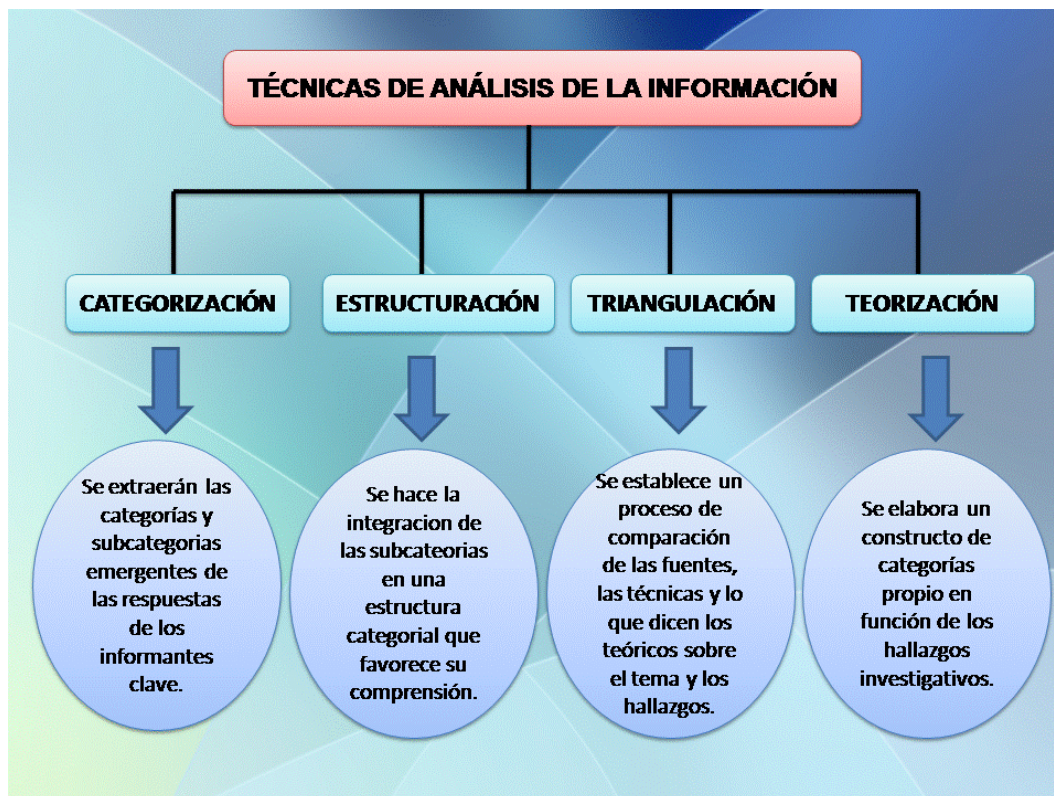 TÉCNICAS DE ANÁLISIS DE LA INFORMACIÓN
CATEGORIZACIÓN
ESTRUCTURACIÓN
TRIANGULACIÓN
TEORIZACIÓN
Se extraerán las
categorías y
subcategorias
emergentes de
las respuestas
de los
informantes
clave.
Se hace la
integracion de
las subcateorias
en una
estructura
categorial que
favorece su
comprensión.
Se establece un
proceso de
comparación
de las fuentes,
las técnicas y lo
que dicen los
teóricos sobre
el tema y los
hallazgos.
Se elabora un
constructo de
categorías
propio en
función de los
hallazgos
investigativos.